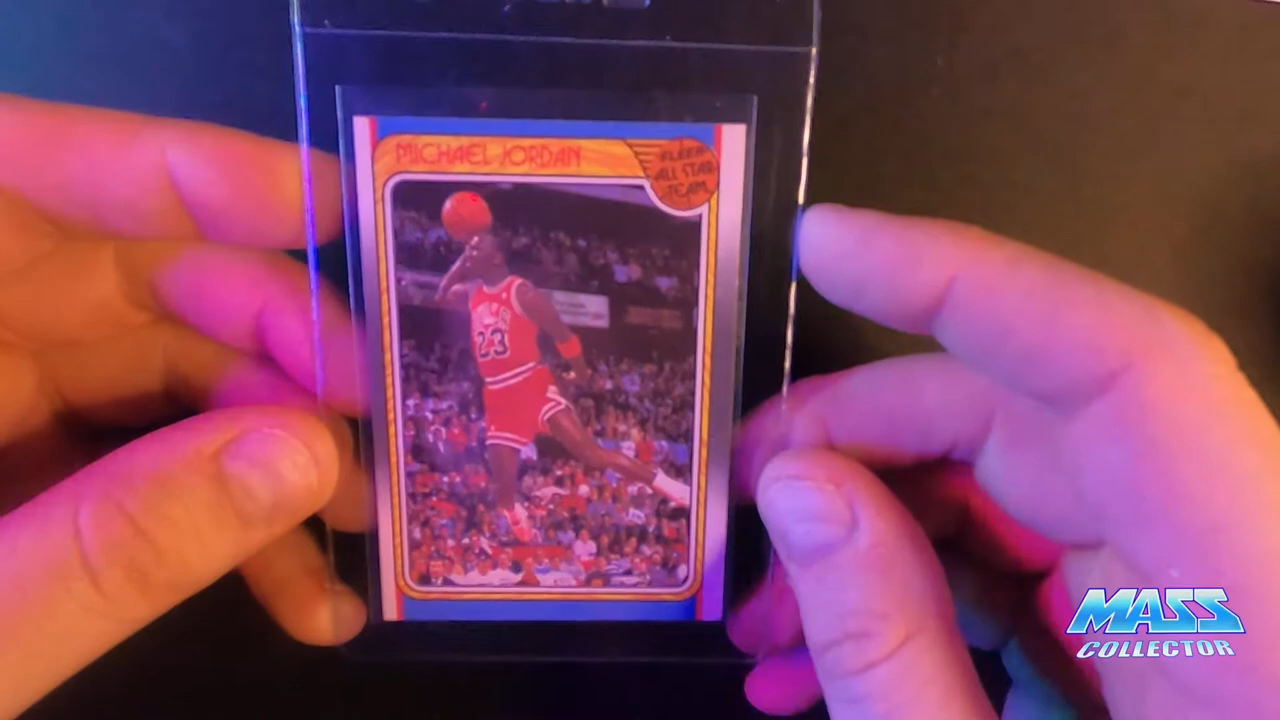 MICHAEL JORDAN
FLEER
ALL STAR
TEAM
23
MASS
COLLECTOR